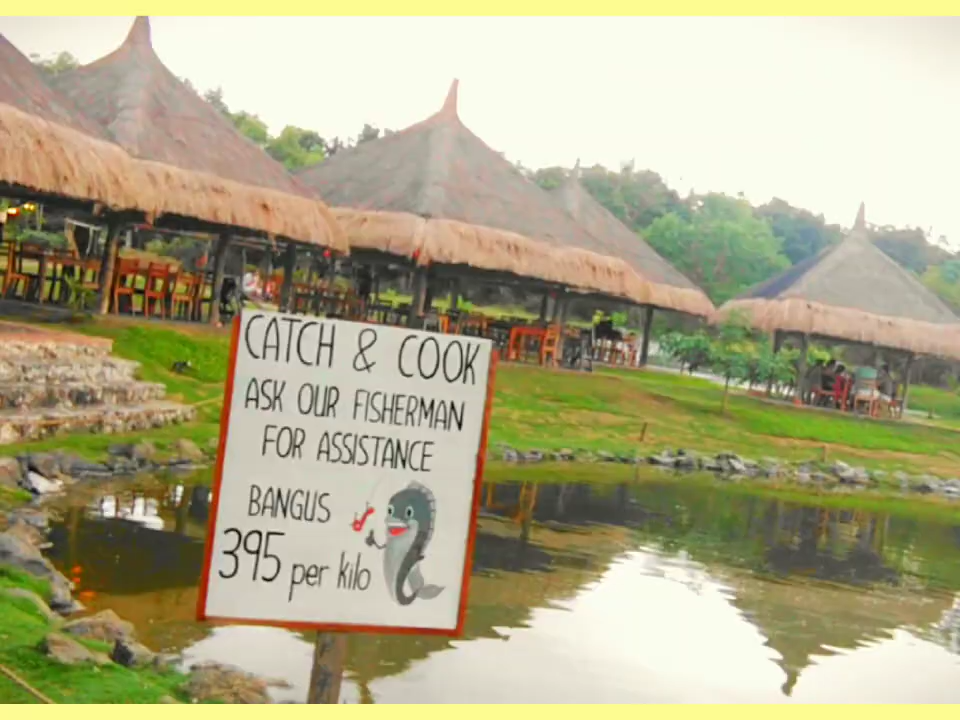 CATCH & COOK
ASK OUR FISHERMAN
FOR ASSISTANCE
BANGUS
395 per kilo